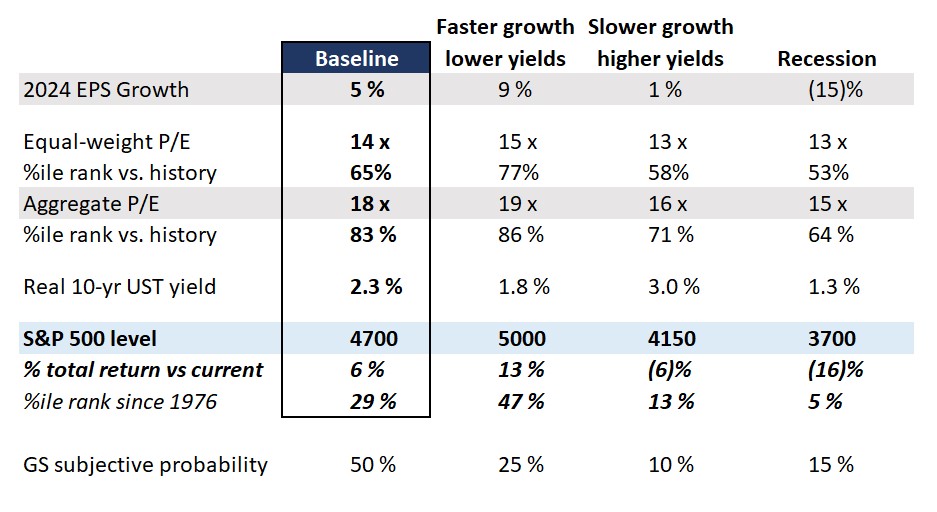 Faster growth Slower growth
Baseline lower yields higher yields Recession
2024 EPS Growth 5 % 9 % 1 % (15)%
Equal-weight P/E 14 x 15 x 13 x 13 x
%ile rank vs. history 65% 77% 58% 53%
Aggregate P/E 18 x 19 x 16 x 15 x
%ile rank vs. history 83 % 86 % 71 % 64 %
Real 10-yr UST yield 2.3 % 1.8 % 3.0 % 1.3 %
S&P 500 level 4700 5000 4150 3700
% total return vs current 6 % 13 % (6)% (16)%
%ile rank since 1976 29 % 47 % 13 % 5 %
GS subjective probability 50 % 25 % 10 % 15 %